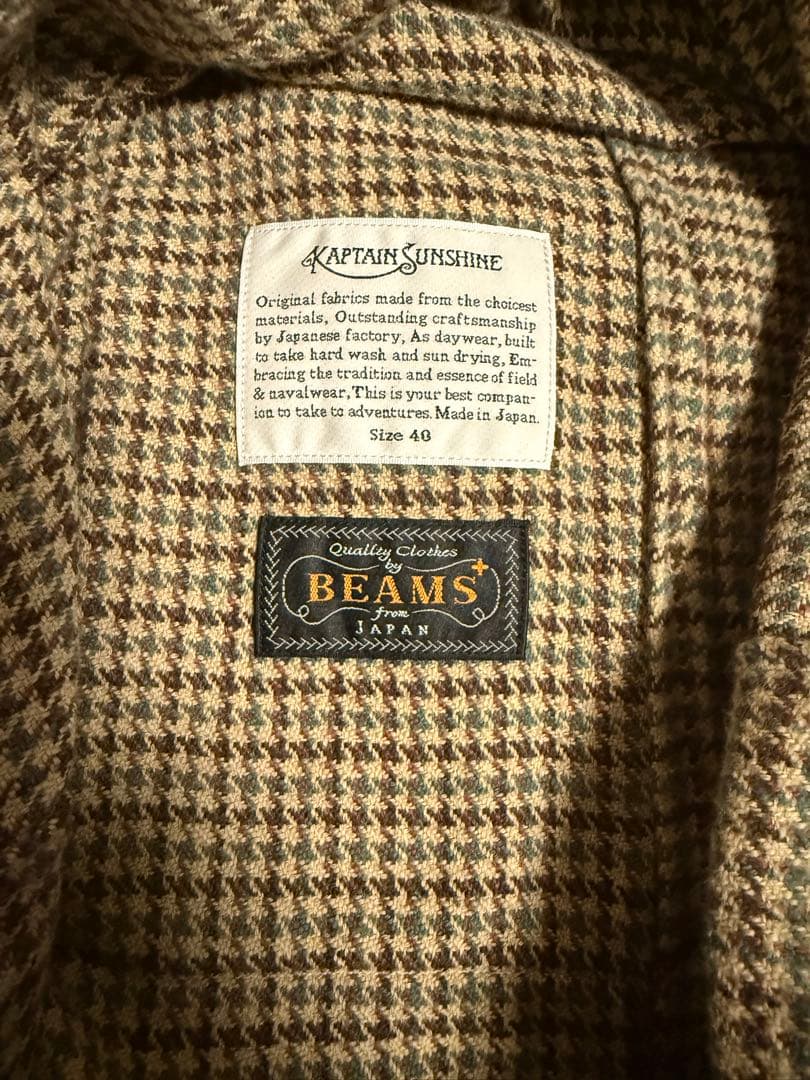 KAPTAIN SUNSHINE
Original fabrics made from the choicest
materials, Outstanding craftsmanship
by Japanese factory, As daywear, built
to take hard wash and sun drying, Em-
bracing the tradition and essence of field
& navalwear, This is your best compan-
ion to take to adventures. Made in Japan.
Size 40
Quality Clothes
by
BEAMS+
from
JAPAN